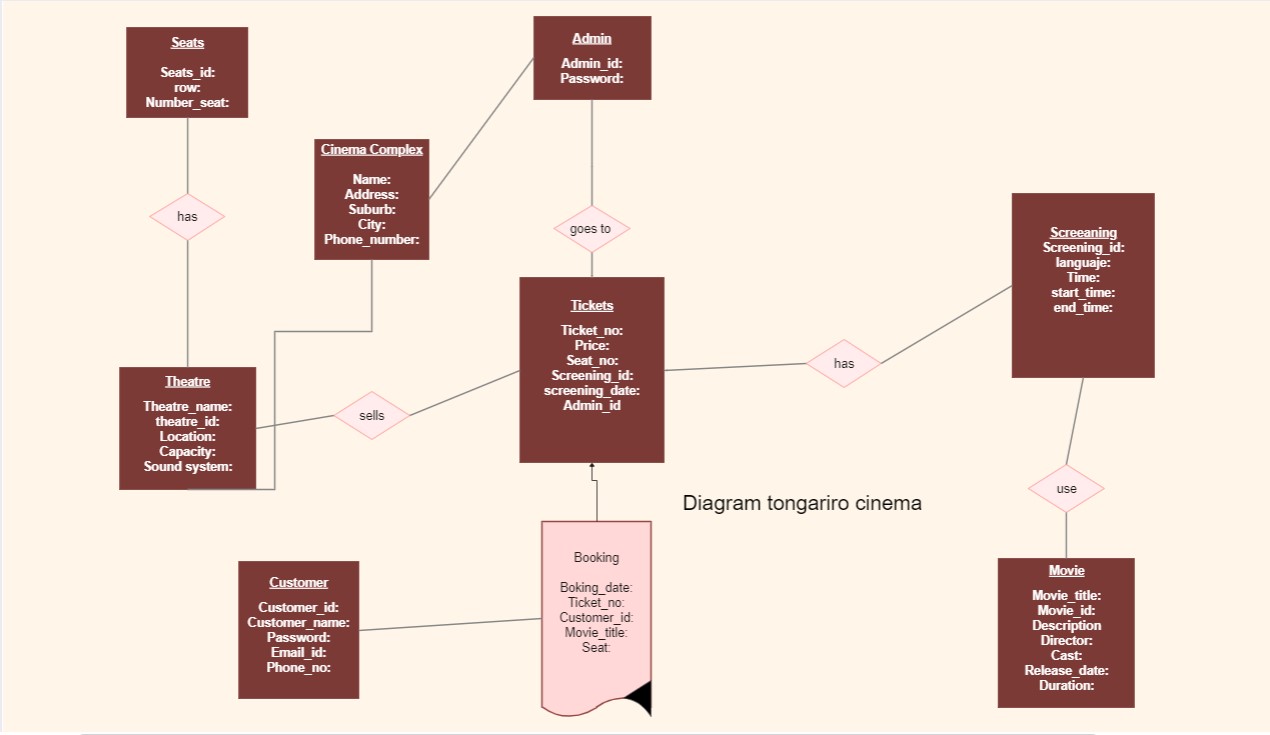 Seats
Seats_id:
row:
Number_seat:
Admin
Admin_id:
Password:
Cinema Complex
Name:
Address:
Suburb:
City:
Phone_number:
has
goes to
Screeaning
Screening_id:
languaje:
Time:
start_time:
end_time:
Tickets
Ticket_no:
Price:
Seat_no:
Screening_id:
screening_date:
Admin_id
has
Theatre
Theatre_name:
theatre_id:
Location:
Capacity:
Sound system:
sells
use
Diagram tongariro cinema
Booking
Boking_date:
Ticket_no:
Customer_id:
Movie_title:
Seat:
Customer
Customer_id:
Customer_name:
Password:
Email_id:
Phone_no:
Movie
Movie_title:
Movie_id:
Description
Director:
Cast:
Release_date:
Duration: